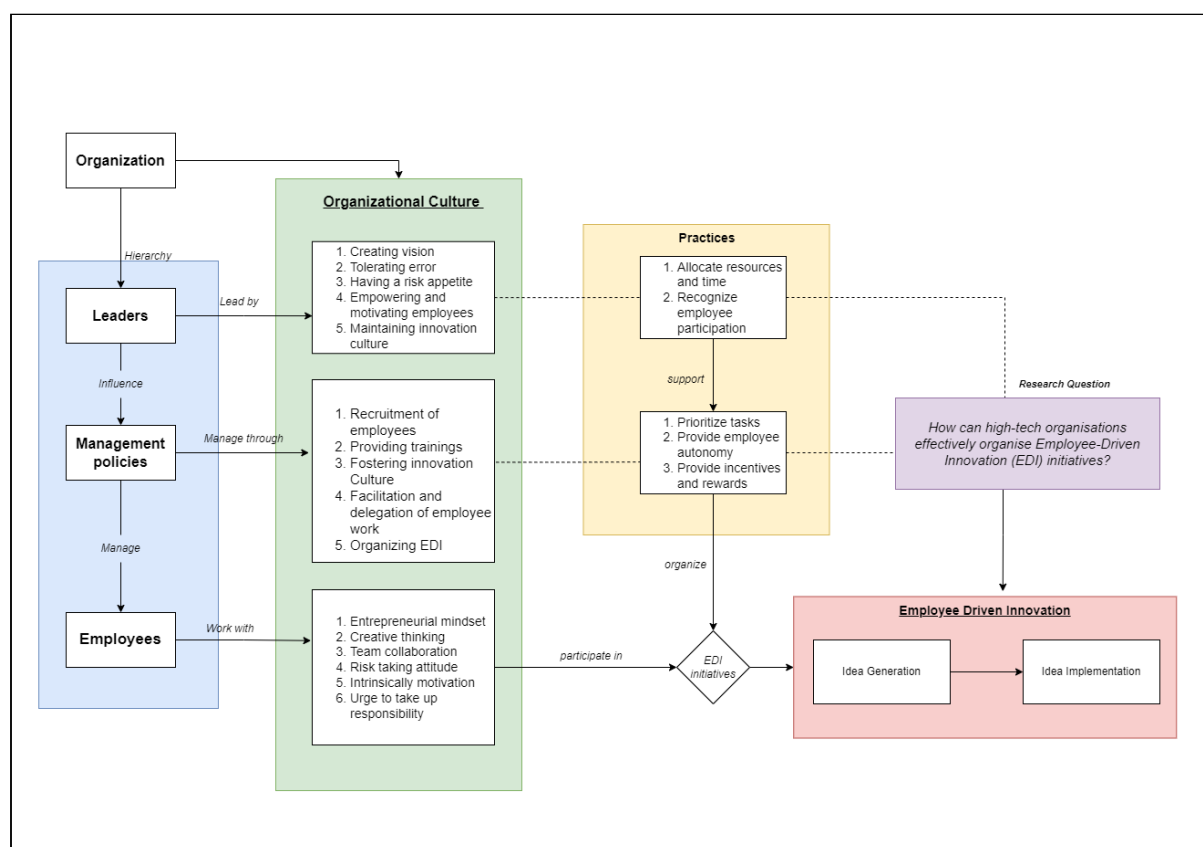 Organization
Organizational Culture
Practices
1. Creating vision
2. Tolerating error
3. Having a risk appetite
4. Empowering and
motivating employees
5. Maintaining innovation
culture
1. Allocate resources
and time
2. Recognize
employee
participation
Hierarchy
Leaders
Lead by
Influence
support
Research Question
Management
policies
Manage through
1. Recruitment of
employees
2. Providing trainings
3. Fostering innovation
Culture
4. Facilitation and
delegation of employee
work
5. Organizing EDI
1. Prioritize tasks
2. Provide employee
autonomy
3. Provide incentives
and rewards
How can high-tech organisations
effectively organise Employee-Driven
Innovation (EDI) initiatives?
Manage
organize
Employees
Work with
1. Entrepreneurial mindset
2. Creative thinking
3. Team collaboration
4. Risk taking attitude
5. Intrinsically motivation
6. Urge to take up
responsibility
participate in
EDI
initiatives
Employee Driven Innovation
Idea Generation
Idea Implementation